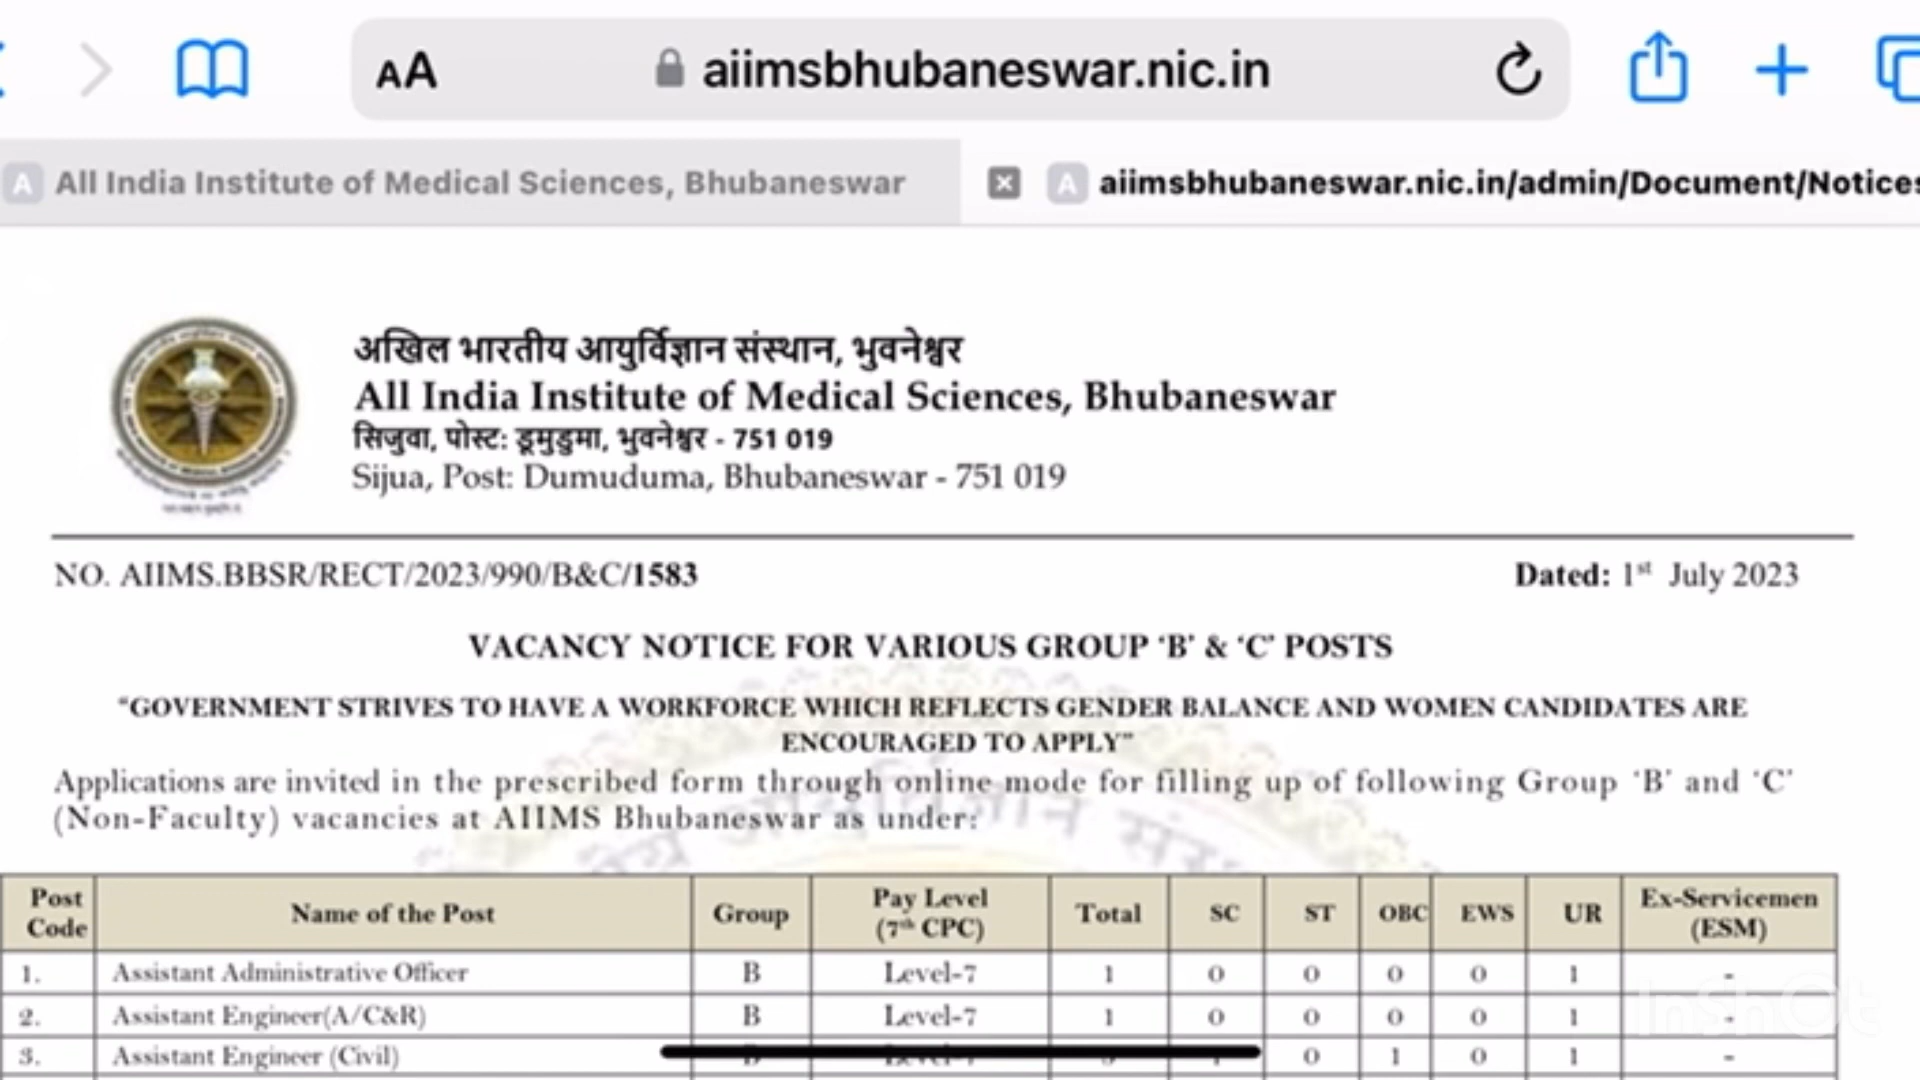 AA aiimsbhubaneswar.nic.in
A All India Institute of Medical Sciences, Bhubaneswar
A aiimsbhubaneswar.nic.in/admin/Document/Notices
अखिल भारतीय आयुर्विज्ञान संस्थान, भुवनेश्वर
All India Institute of Medical Sciences, Bhubaneswar
सिजुवा, पोस्ट: डूमुडुमा, भुवनेश्वर - 751 019
Sijua, Post: Dumuduma, Bhubaneswar - 751 019
NO. AIIMS.BBSR/RECT/2023/990/B&C/1583 Dated: 1st July 2023
VACANCY NOTICE FOR VARIOUS GROUP ‘B’ & ‘C’ POSTS
“GOVERNMENT STRIVES TO HAVE A WORKFORCE WHICH REFLECTS GENDER BALANCE AND WOMEN CANDIDATES ARE
ENCOURAGED TO APPLY”
Applications are invited in the prescribed form through online mode for filling up of following Group ‘B’ and ‘C’
(Non-Faculty) vacancies at AIIMS Bhubaneswar as under:
Post Code Name of the Post Group Pay Level (7th CPC) Total SC ST OBC EWS UR Ex-Servicemen (ESM)
1. Assistant Administrative Officer B Level-7 1 0 0 0 0 1 -
2. Assistant Engineer(A/C&R) B Level-7 1 0 0 0 0 1 -
3. Assistant Engineer (Civil) 0 1 0 1 -
InShOt